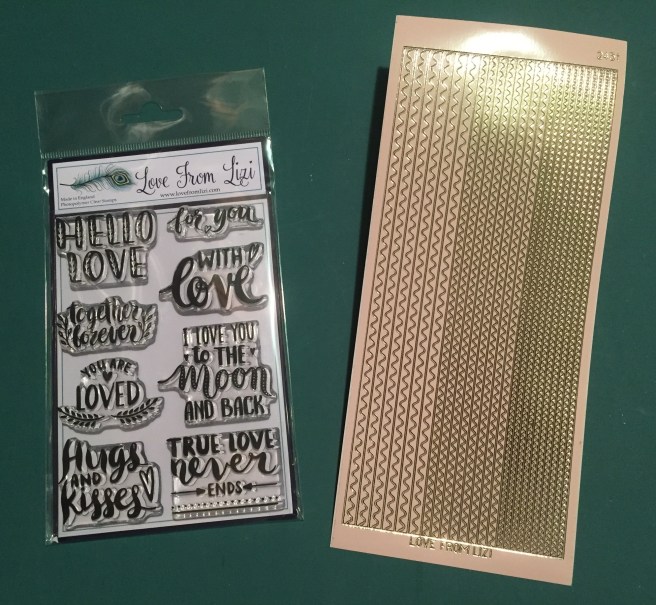 Love From Lizi
www.lovefromlizi.com
Made in England
Photopolymer Clear Stamps
HELLO
LOVE
for you
WITH
love
together
forever
I LOVE YOU
to THE
Moon
AND BACK
YOU ARE
LOVED
Hugs
AND
Kisses
TRUE LOVE
never
ENDS
LOVE FROM LIZI